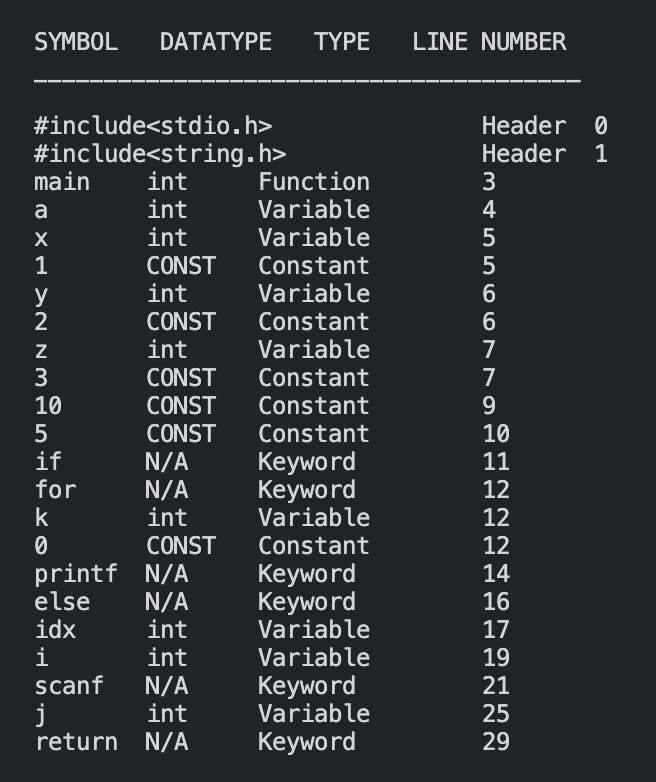 SYMBOL DATATYPE TYPE LINE NUMBER
_______________________________________
#include<stdio.h> Header 0
#include<string.h> Header 1
main int Function 3
a int Variable 4
x int Variable 5
1 CONST Constant 5
y int Variable 6
2 CONST Constant 6
z int Variable 7
3 CONST Constant 7
10 CONST Constant 9
5 CONST Constant 10
if N/A Keyword 11
for N/A Keyword 12
k int Variable 12
0 CONST Constant 12
printf N/A Keyword 14
else N/A Keyword 16
idx int Variable 17
i int Variable 19
scanf N/A Keyword 21
j int Variable 25
return N/A Keyword 29